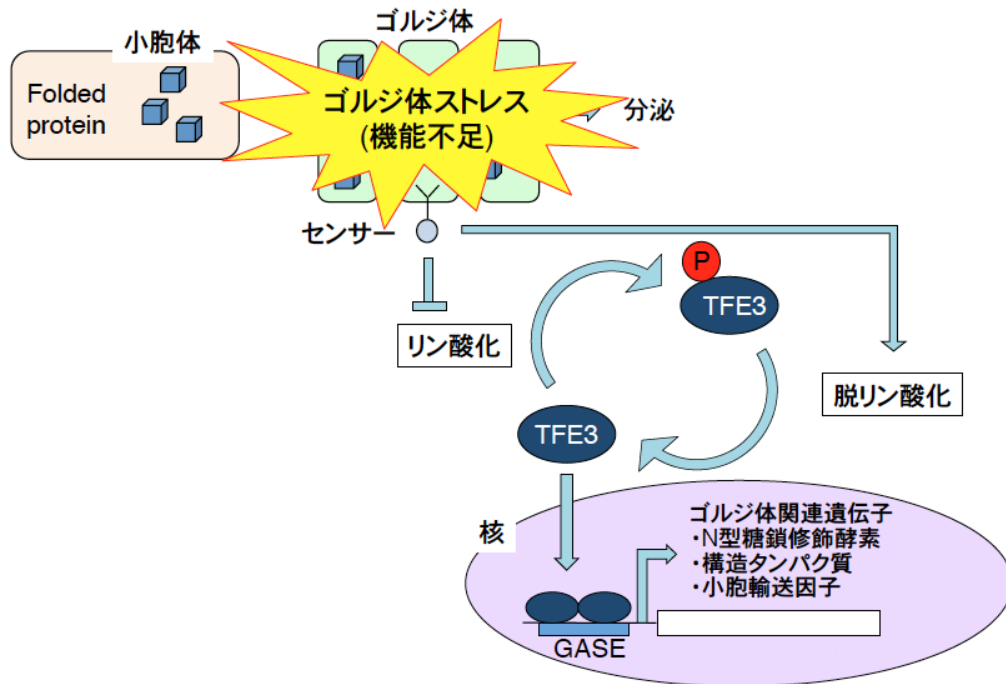 ゴルジ体
小胞体
Folded
protein
ゴルジ体ストレス
(機能不足)
分泌
センサー
P
TFE3
リン酸化
脱リン酸化
TFE3
核
ゴルジ体関連遺伝子
・N型糖鎖修飾酵素
・構造タンパク質
・小胞輸送因子
GASE